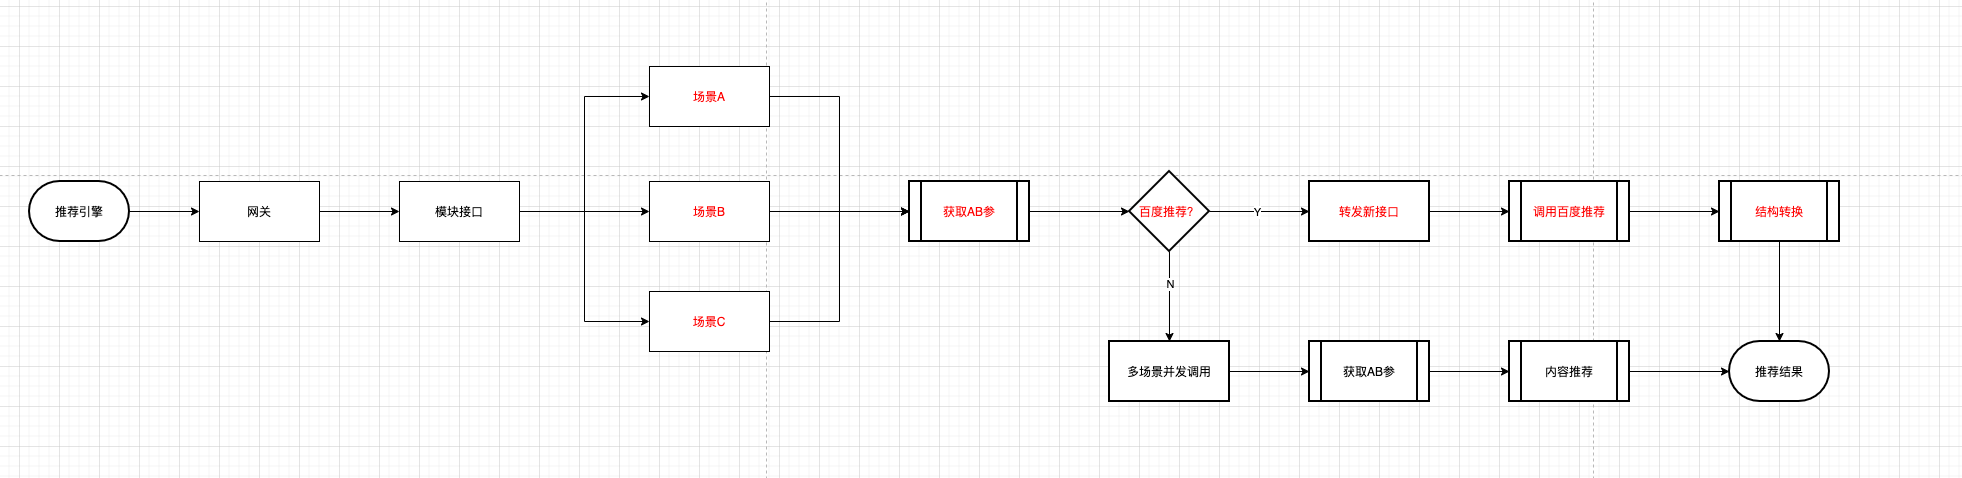 场景A
推荐引擎
网关
模块接口
场景B
获取AB参
百度推荐?
Y
转发新接口
调用百度推荐
结构转换
N
场景C
多场景并发调用
获取AB参
内容推荐
推荐结果